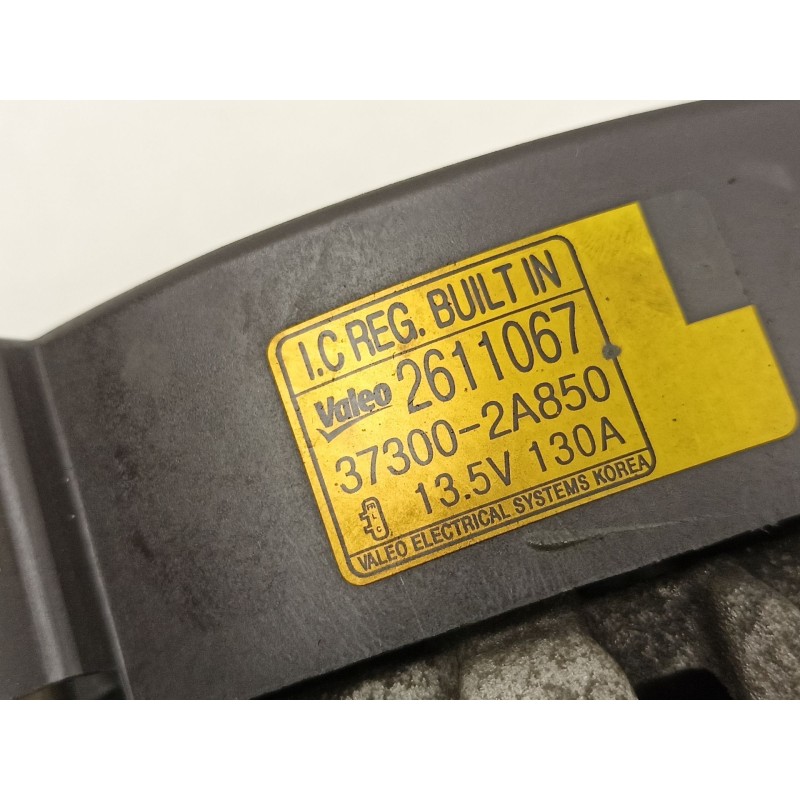 I.C REG. BUILT IN
Valeo 2611067
37300-2A850
13.5V 130A
VALEO ELECTRICAL SYSTEMS KOREA